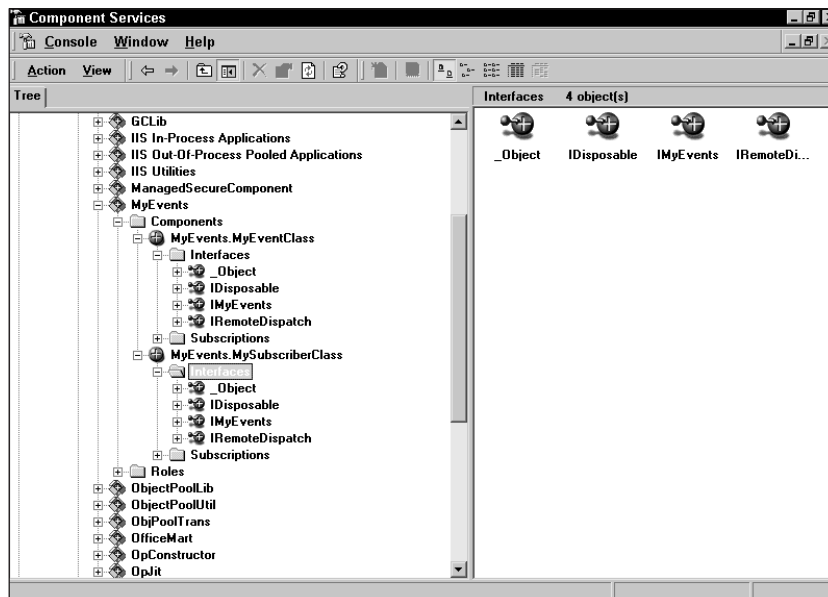 Component Services
Console Window Help
Action View
Tree
Interfaces 4 object(s)
GCLib
IIS In-Process Applications
IIS Out-Of-Process Pooled Applications
IIS Utilities
ManagedSecureComponent
MyEvents
Components
MyEvents.MyEventClass
Interfaces
_Object
IDisposable
IMyEvents
IRemoteDispatch
Subscriptions
MyEvents.MySubscriberClass
Interfaces
_Object
IDisposable
IMyEvents
IRemoteDispatch
Subscriptions
Roles
ObjectPoolLib
ObjectPoolUtil
ObjPoolTrans
OfficeMart
OpConstructor
OpJit
_Object IDisposable IMyEvents IRemoteDi...